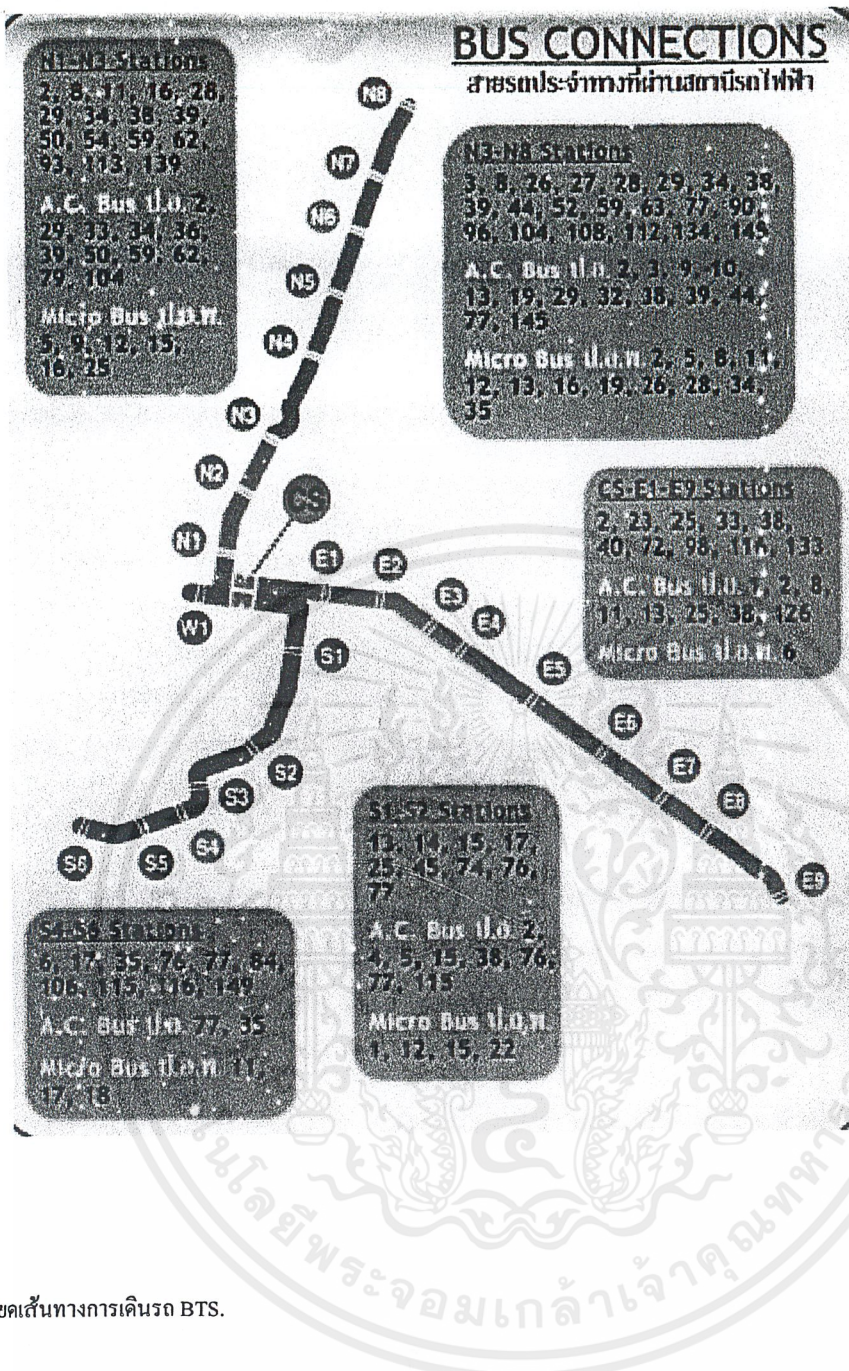 BUS CONNECTIONS
สายรถประจำทางที่ผ่านสถานีรถไฟฟ้า
N1-N3 Stations
2, 8, 11, 16, 28,
29, 34, 38, 39,
50, 54, 59, 62,
93, 113, 139
A.C. Bus ป.อ. 2,
29, 33, 34, 36,
39, 50, 59, 62,
79, 104
Micro Bus ป.อ.พ.
5, 9, 12, 15,
16, 25
N3-N8 Stations
3, 8, 26, 27, 28, 29, 34, 38,
39, 44, 52, 59, 63, 77, 90,
96, 104, 108, 112, 134, 145
A.C. Bus ป.อ. 2, 3, 9, 10,
13, 19, 29, 32, 38, 39, 44,
77, 145
Micro Bus ป.อ.พ. 2, 5, 8, 11,
12, 13, 16, 19, 26, 28, 34,
35
CS-E1-E9 Stations
2, 23, 25, 33, 38,
40, 72, 98, 116, 133
A.C. Bus ป.อ. 1, 2, 8,
11, 13, 25, 38, 126
Micro Bus ป.อ.พ. 6
N8
N7
N6
N5
N4
N3
N2
CS
N1
E1
E2
W1
E3
E4
S1
E5
E6
S2
E7
S3
E8
S4
S5
S6
E9
S1-S2 Stations
13, 14, 15, 17,
25, 45, 74, 76,
77
A.C. Bus ป.อ. 2,
4, 5, 15, 38, 76,
77, 115
Micro Bus ป.อ.พ.
1, 12, 15, 22
S4-S6 Stations
6, 17, 35, 76, 77, 84,
106, 115, 116, 149
A.C. Bus ป.อ. 77, 35
Micro Bus ป.อ.พ. 11,
17, 18
ยดเส้นทางการเดินรถ BTS.